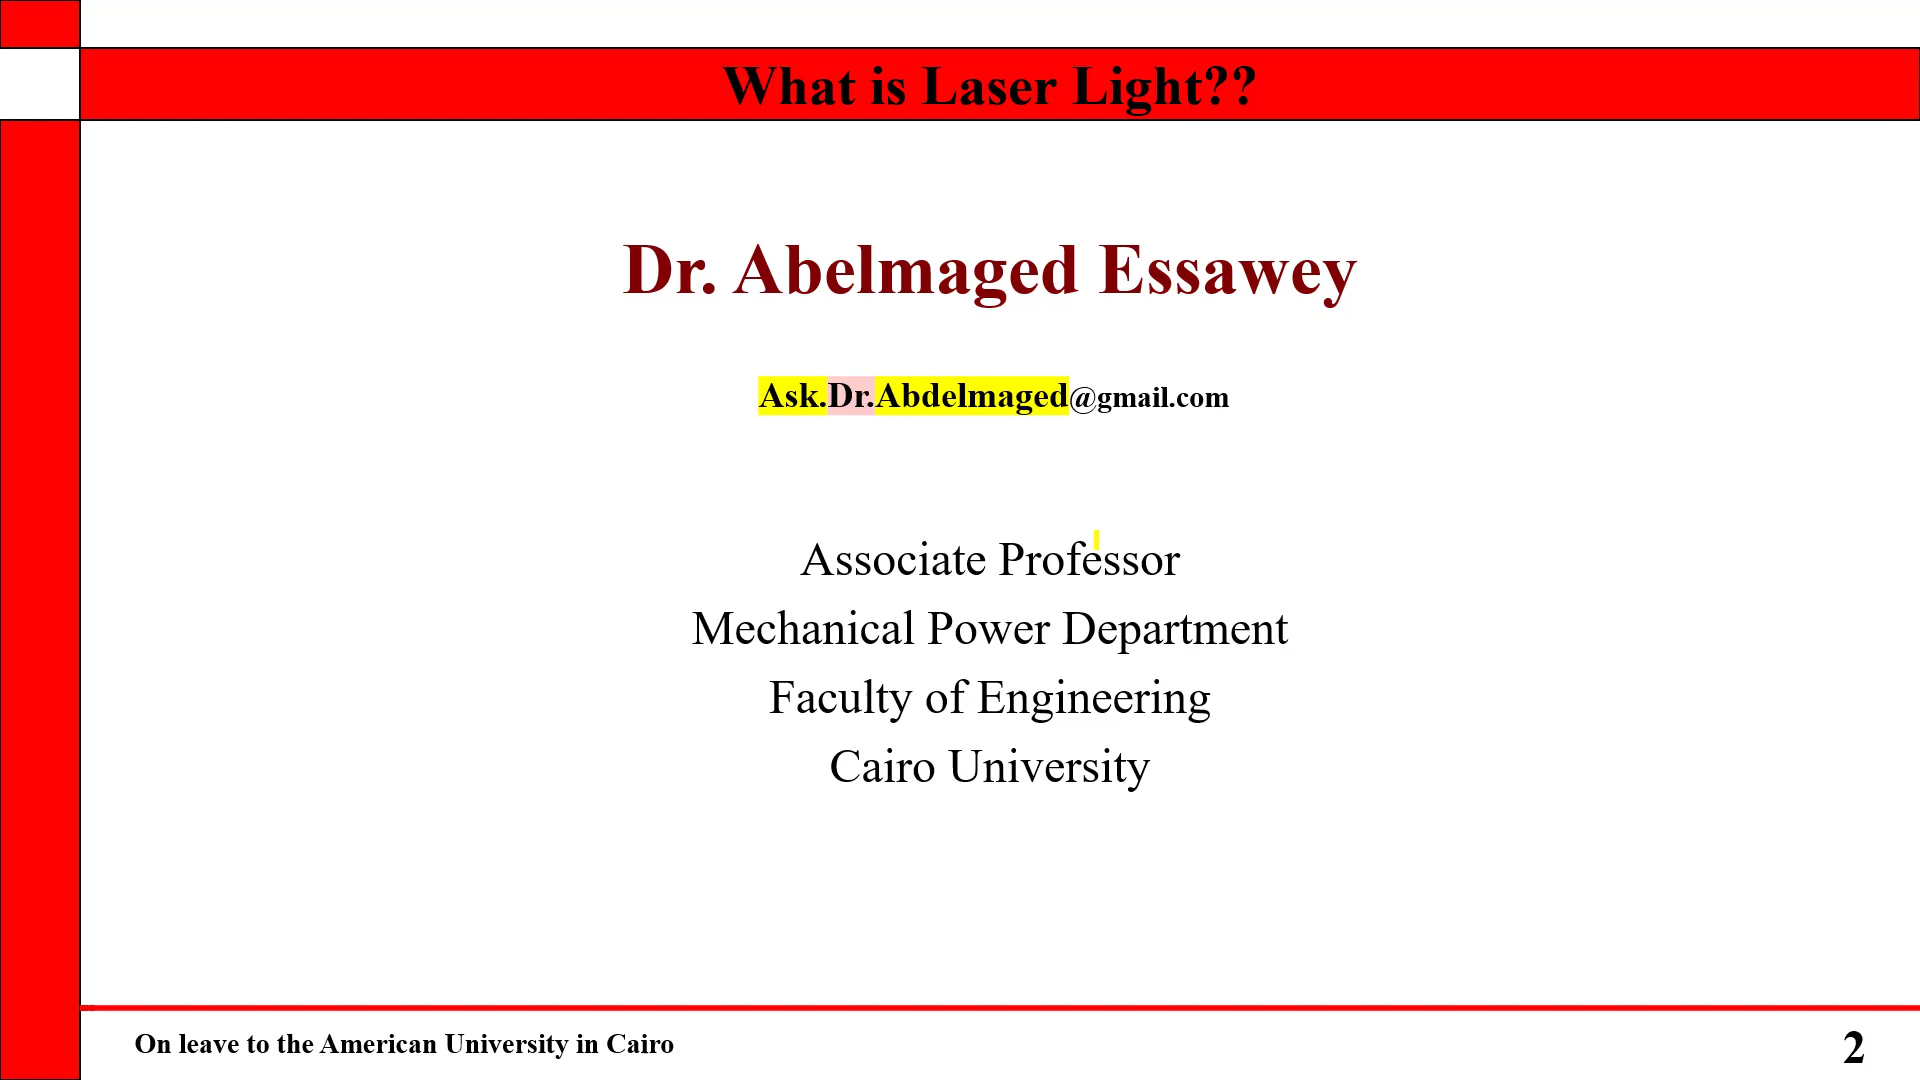 What is Laser Light??
Dr. Abelmaged Essawey
Ask.Dr.Abdelmaged@gmail.com
Associate Professor
Mechanical Power Department
Faculty of Engineering
Cairo University
On leave to the American University in Cairo
2